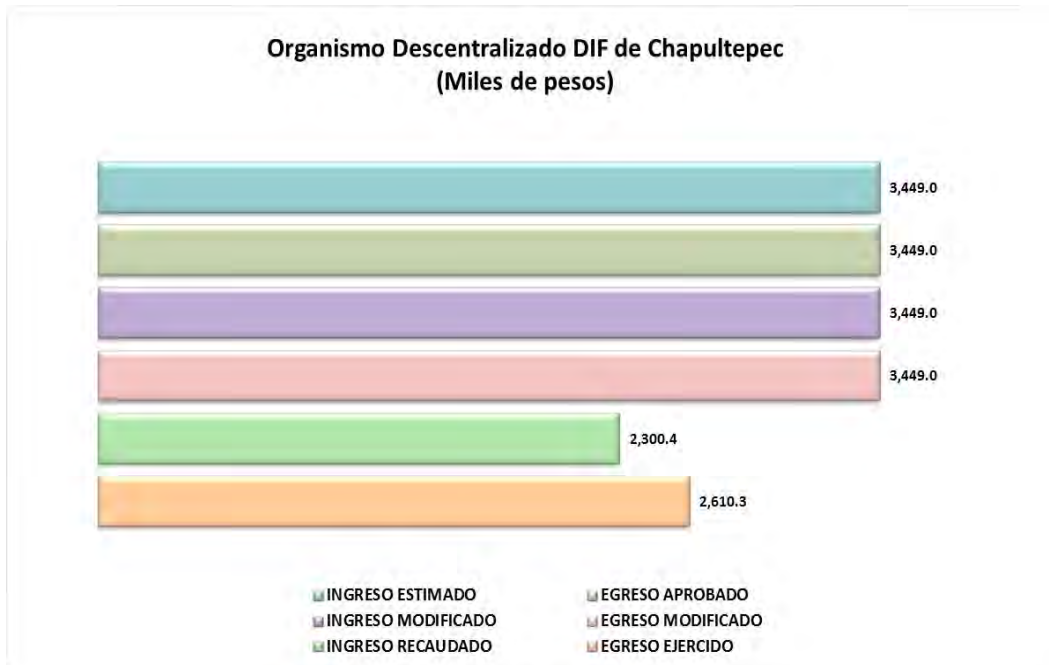 Organismo Descentralizado DIF de Chapultepec
(Miles de pesos)
3,449.0
3,449.0
3,449.0
3,449.0
2,300.4
2,610.3
INGRESO ESTIMADO EGRESO APROBADO
INGRESO MODIFICADO EGRESO MODIFICADO
INGRESO RECAUDADO EGRESO EJERCIDO